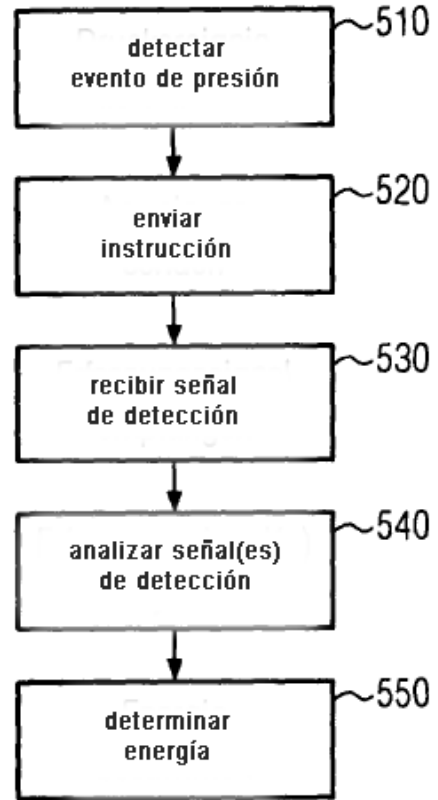 510
detectar
evento de presión
520
enviar
instrucción
530
recibir señal
de detección
540
analizar señal(es)
de detección
550
determinar
energía